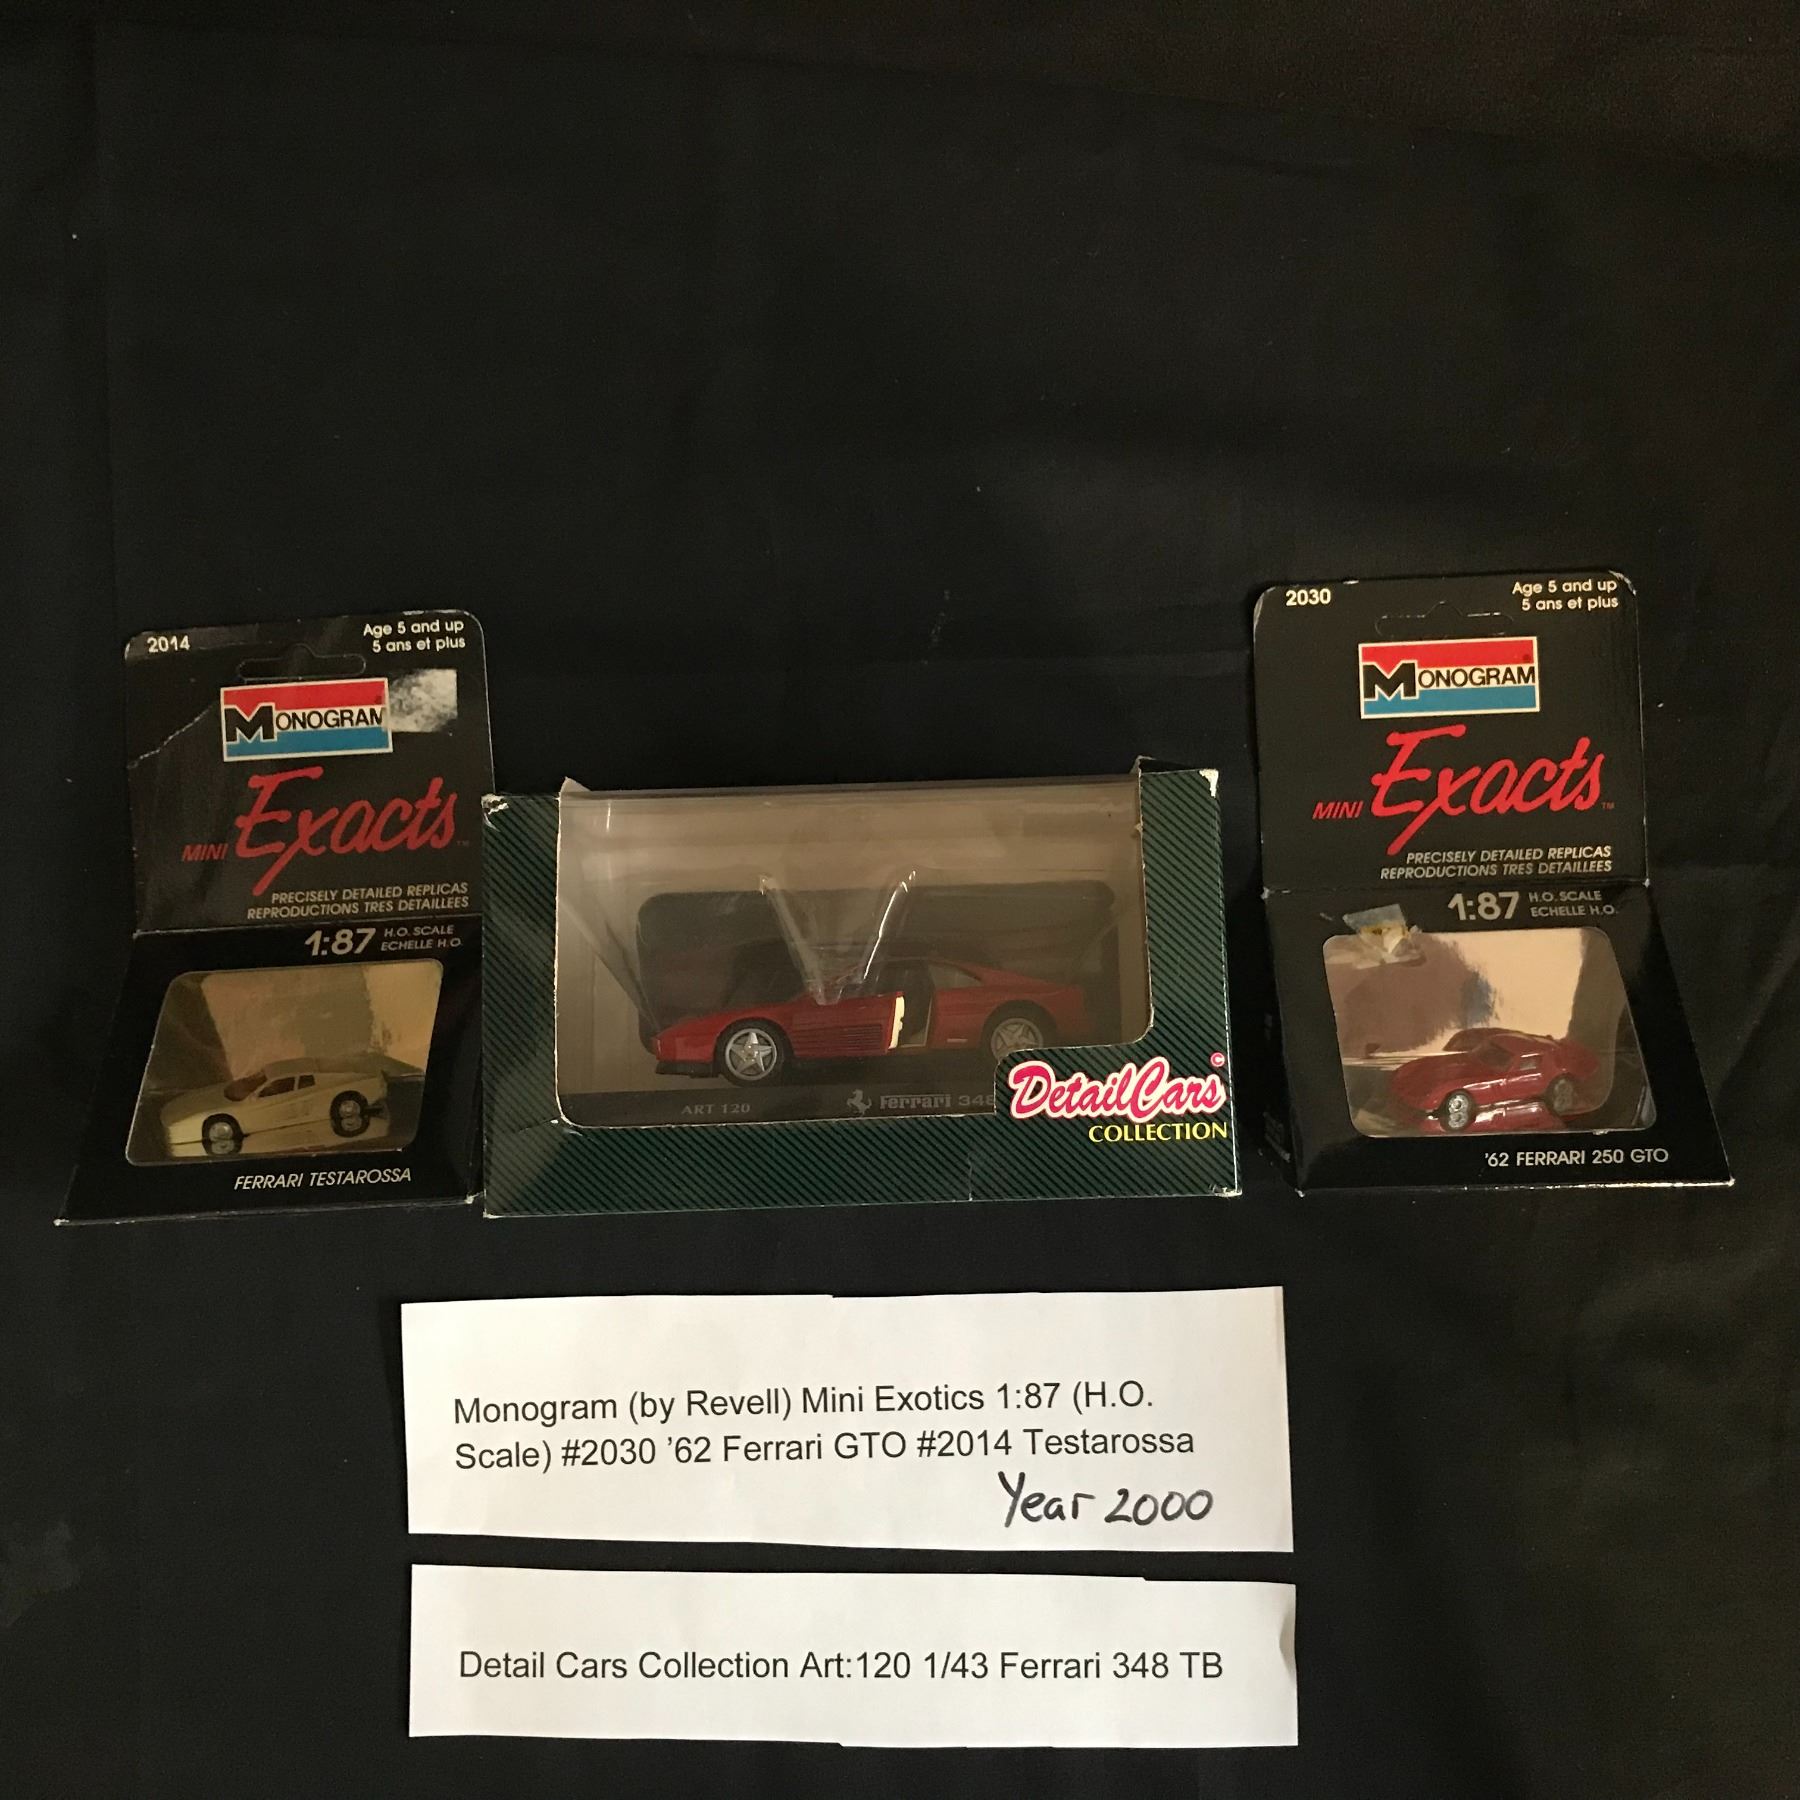 2014
Age 5 and up
5 ans et plus
MONOGRAM
MINI Exacts™
PRECISELY DETAILED REPLICAS
REPRODUCTIONS TRES DETAILLEES
1:87 H.O. SCALE
ECHELLE H.O.
FERRARI TESTAROSSA
ART 120
Ferrari 348
DetailCars ©
COLLECTION
2030
Age 5 and up
5 ans et plus
MONOGRAM
MINI Exacts™
PRECISELY DETAILED REPLICAS
REPRODUCTIONS TRES DETAILLEES
1:87 H.O. SCALE
ECHELLE H.O.
'62 FERRARI 250 GTO
Monogram (by Revell) Mini Exotics 1:87 (H.O.
Scale) #2030 ’62 Ferrari GTO #2014 Testarossa
Year 2000
Detail Cars Collection Art:120 1/43 Ferrari 348 TB